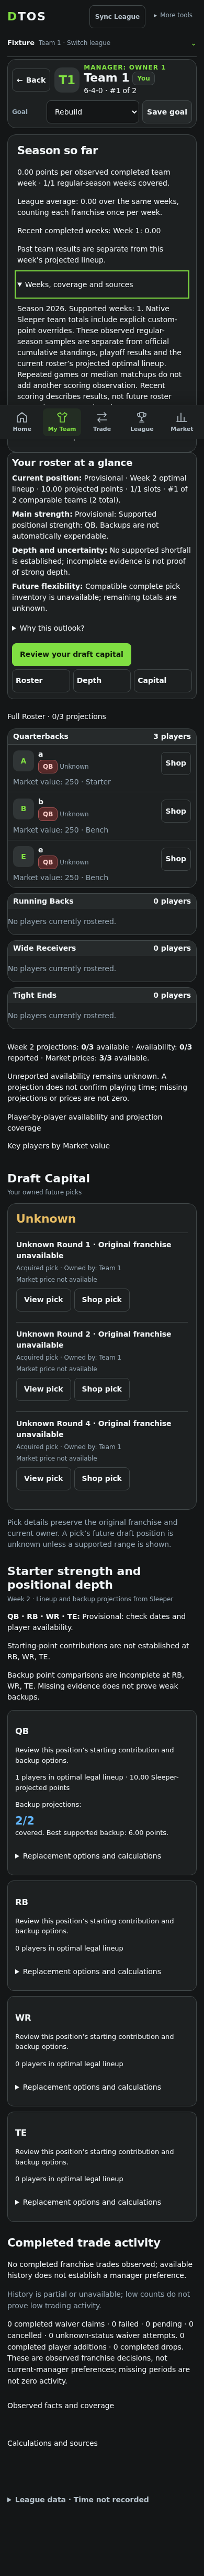 DTOS
Sync League
▸ More tools
Fixture Team 1 · Switch league
← Back
T1
MANAGER: OWNER 1
Team 1 You
6-4-0 · #1 of 2
Goal
Rebuild
Save goal
Season so far
0.00 points per observed completed team
week · 1/1 regular-season weeks covered.
League average: 0.00 over the same weeks,
counting each franchise once per week.
Recent completed weeks: Week 1: 0.00
Past team results are separate from this
week's projected lineup.
▾ Weeks, coverage and sources
Season 2026. Supported weeks: 1. Native
Sleeper team totals include explicit custom-
point overrides. These observed regular-
season samples are separate from official
cumulative standings, playoff results and the
current roster's projected optimal lineup.
Repeated games or median matchups do not
add another scoring observation. Recent
scoring describes results, not future
Home
My Team
Trade
League
Market
Your roster at a glance
Current position: Provisional · Week 2 optimal
lineup · 10.00 projected points · 1/1 slots · #1 of
2 comparable teams (2 total).
Main strength: Provisional; Supported
positional strength: QB. Backups are not
automatically expendable.
Depth and uncertainty: No supported shortfall
is established; incomplete evidence is not proof
of strong depth.
Future flexibility: Compatible complete pick
inventory is unavailable; remaining totals are
unknown.
▸ Why this outlook?
Review your draft capital
Roster
Depth
Capital
Full Roster · 0/3 projections
Quarterbacks 3 players
A
a
QB Unknown
Shop
Market value: 250 · Starter
B
b
QB Unknown
Shop
Market value: 250 · Bench
E
e
QB Unknown
Shop
Market value: 250 · Bench
Running Backs 0 players
No players currently rostered.
Wide Receivers 0 players
No players currently rostered.
Tight Ends 0 players
No players currently rostered.
Week 2 projections: 0/3 available · Availability: 0/3
reported · Market prices: 3/3 available.
Unreported availability remains unknown. A
projection does not confirm playing time; missing
projections or prices are not zero.
Player-by-player availability and projection
coverage
Key players by Market value
Draft Capital
Your owned future picks
Unknown
Unknown Round 1 · Original franchise
unavailable
Acquired pick · Owned by: Team 1
Market price not available
View pick
Shop pick
Unknown Round 2 · Original franchise
unavailable
Acquired pick · Owned by: Team 1
Market price not available
View pick
Shop pick
Unknown Round 4 · Original franchise
unavailable
Acquired pick · Owned by: Team 1
Market price not available
View pick
Shop pick
Pick details preserve the original franchise and
current owner. A pick's future draft position is
unknown unless a supported range is shown.
Starter strength and
positional depth
Week 2 · Lineup and backup projections from Sleeper
QB · RB · WR · TE: Provisional: check dates and
player availability.
Starting-point contributions are not established at
RB, WR, TE.
Backup point comparisons are incomplete at RB,
WR, TE. Missing evidence does not prove weak
backups.
QB
Review this position's starting contribution and
backup options.
1 players in optimal legal lineup · 10.00 Sleeper-
projected points
Backup projections:
2/2
covered. Best supported backup: 6.00 points.
▸ Replacement options and calculations
RB
Review this position's starting contribution and
backup options.
0 players in optimal legal lineup
▸ Replacement options and calculations
WR
Review this position's starting contribution and
backup options.
0 players in optimal legal lineup
▸ Replacement options and calculations
TE
Review this position's starting contribution and
backup options.
0 players in optimal legal lineup
▸ Replacement options and calculations
Completed trade activity
No completed franchise trades observed; available
history does not establish a manager preference.
History is partial or unavailable; low counts do not
prove low trading activity.
0 completed waiver claims · 0 failed · 0 pending · 0
cancelled · 0 unknown-status waiver attempts. 0
completed player additions · 0 completed drops.
These are observed franchise decisions, not
current-manager preferences; missing periods are
not zero activity.
Observed facts and coverage
Calculations and sources
▸ League data · Time not recorded